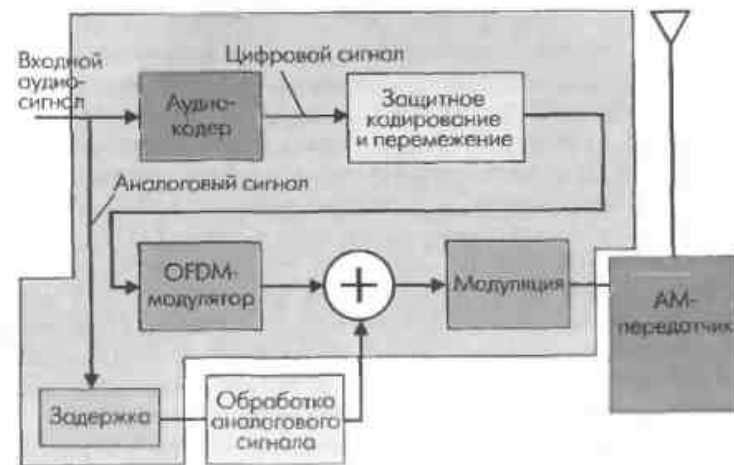 Входной
аудио-
сигнал
Цифровой сигнал
Аудио-
кодер
Защитное
кодирование
и перемежение
Аналоговый сигнал
OFDM-
модулятор
+
Модуляция
АМ-
передатчик
Задержка
Обработка
аналогового
сигнала